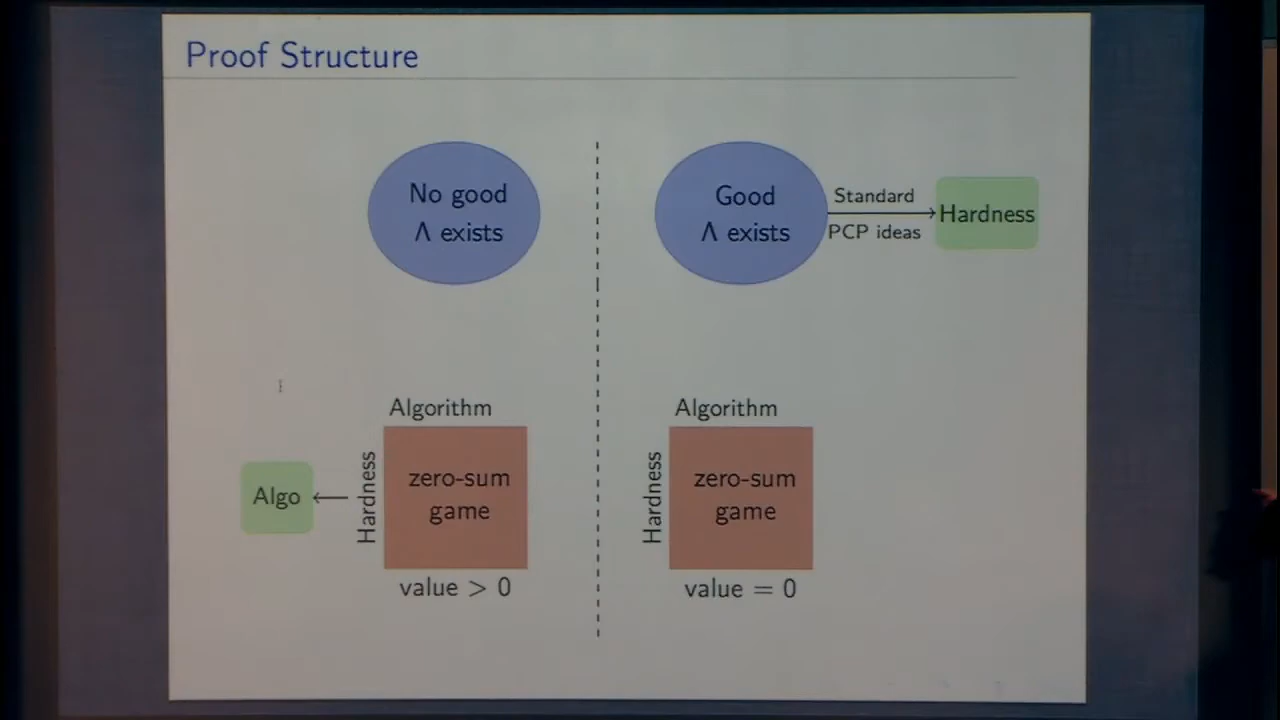 Proof Structure
No good
Λ exists
Good
Λ exists
Standard
PCP ideas
Hardness
Algorithm
Hardness
zero-sum
game
value > 0
Algo
Algorithm
Hardness
zero-sum
game
value = 0